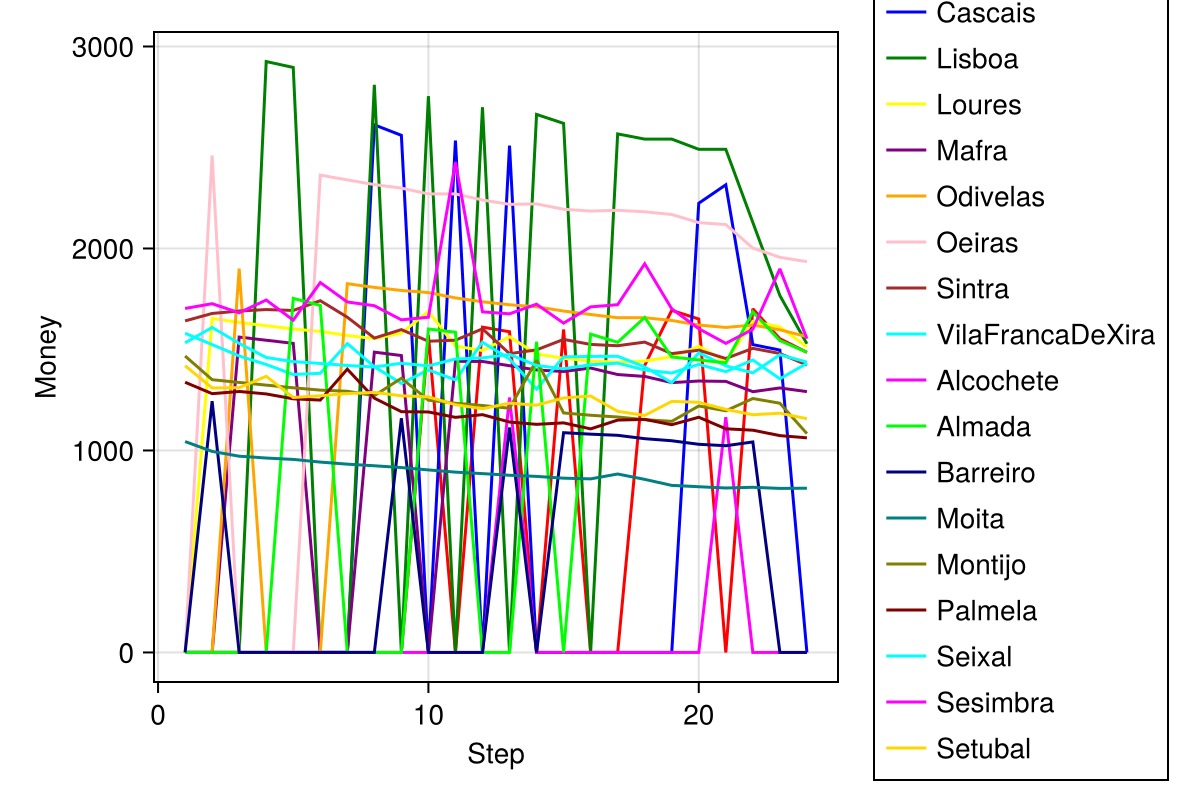 3000
2000
1000
0
0
10
20
Money
Step
Cascais
Lisboa
Loures
Mafra
Odivelas
Oeiras
Sintra
VilaFrancaDeXira
Alcochete
Almada
Barreiro
Moita
Montijo
Palmela
Seixal
Sesimbra
Setubal